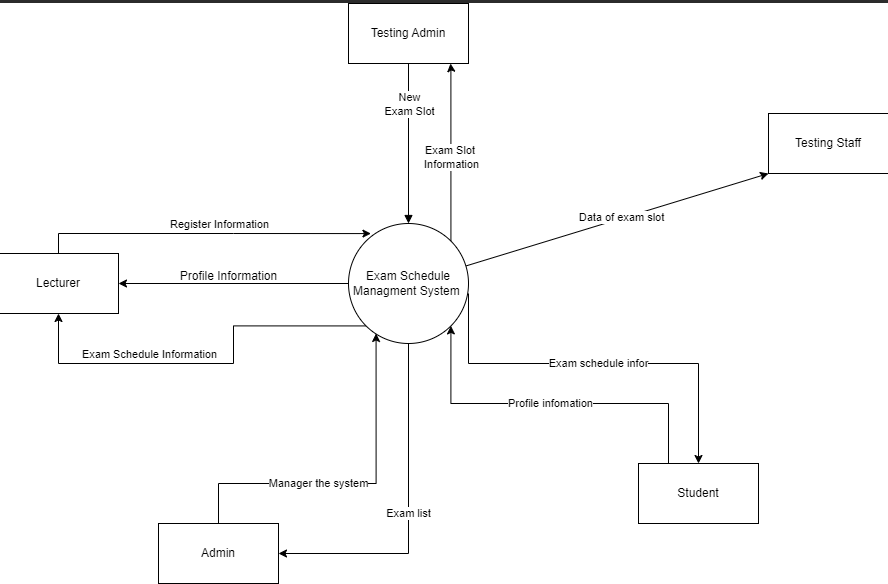 Testing Admin
New
Exam Slot
Testing Staff
Exam Slot
Information
Data of exam slot
Register Information
Profile Information
Exam Schedule
Managment System
Lecturer
Exam Schedule Information
Exam schedule infor
Profile infomation
Manager the system
Student
Exam list
Admin